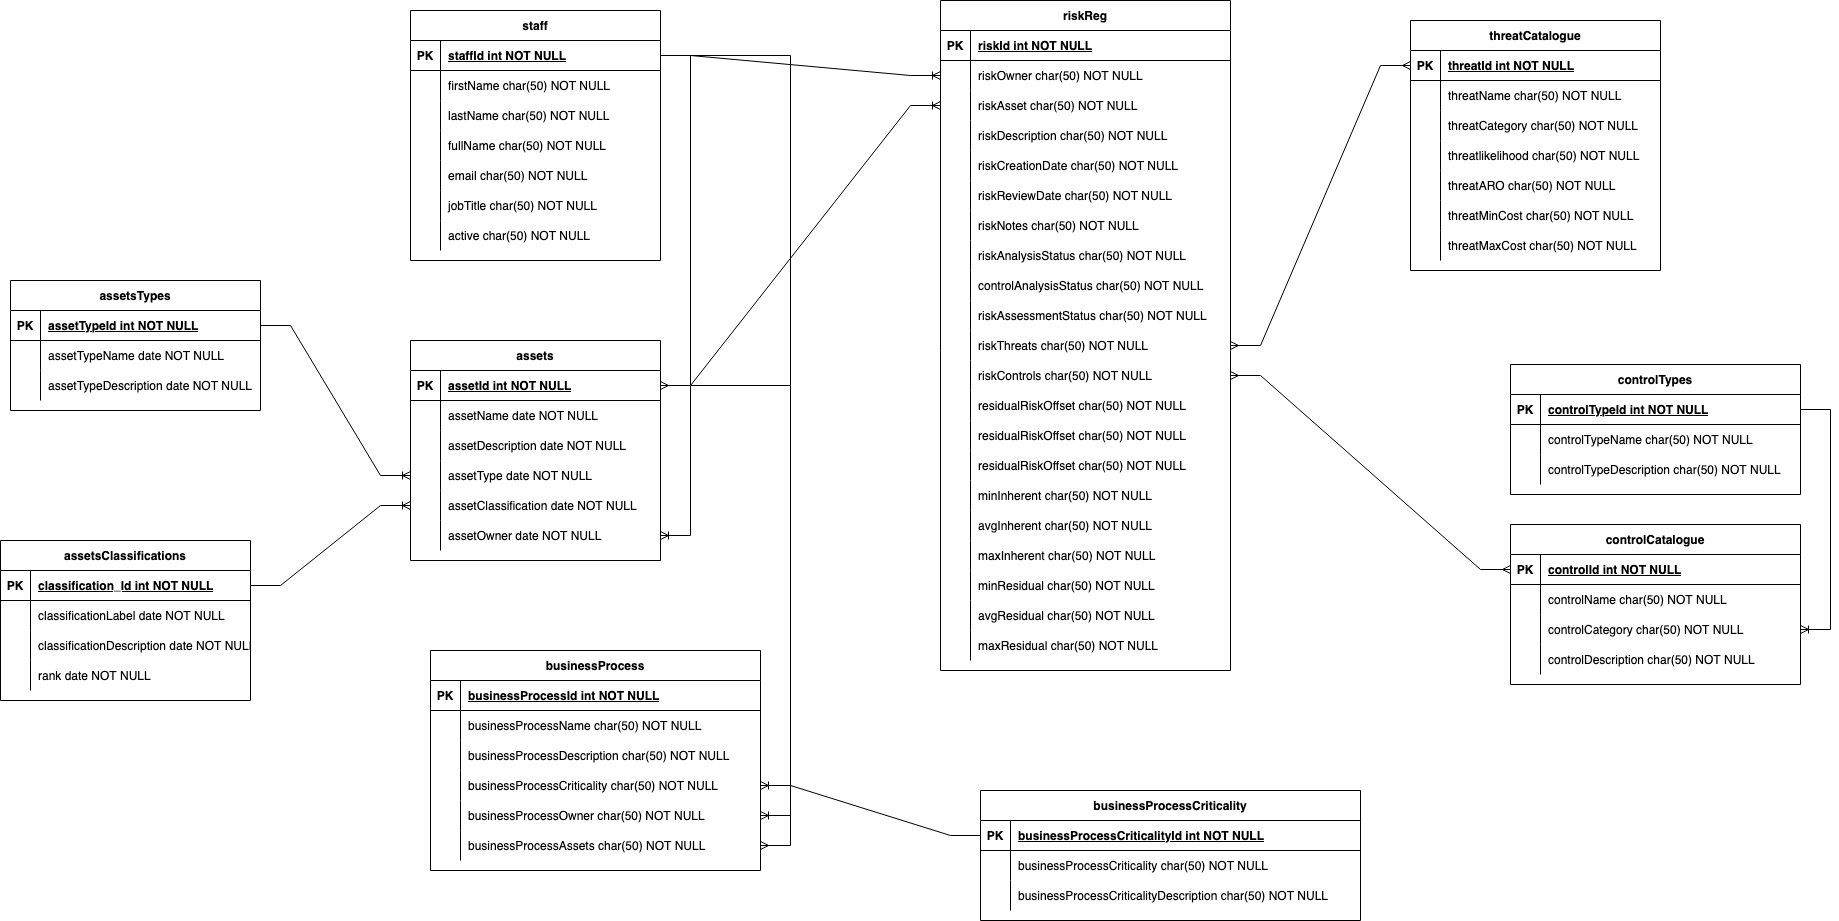 staff
PK staffId int NOT NULL
firstName char(50) NOT NULL
lastName char(50) NOT NULL
fullName char(50) NOT NULL
email char(50) NOT NULL
jobTitle char(50) NOT NULL
active char(50) NOT NULL
riskReg
PK riskId int NOT NULL
riskOwner char(50) NOT NULL
riskAsset char(50) NOT NULL
riskDescription char(50) NOT NULL
riskCreationDate char(50) NOT NULL
riskReviewDate char(50) NOT NULL
riskNotes char(50) NOT NULL
riskAnalysisStatus char(50) NOT NULL
controlAnalysisStatus char(50) NOT NULL
riskAssessmentStatus char(50) NOT NULL
riskThreats char(50) NOT NULL
riskControls char(50) NOT NULL
residualRiskOffset char(50) NOT NULL
residualRiskOffset char(50) NOT NULL
residualRiskOffset char(50) NOT NULL
minInherent char(50) NOT NULL
avgInherent char(50) NOT NULL
maxInherent char(50) NOT NULL
minResidual char(50) NOT NULL
avgResidual char(50) NOT NULL
maxResidual char(50) NOT NULL
threatCatalogue
PK threatId int NOT NULL
threatName char(50) NOT NULL
threatCategory char(50) NOT NULL
threatlikelihood char(50) NOT NULL
threatARO char(50) NOT NULL
threatMinCost char(50) NOT NULL
threatMaxCost char(50) NOT NULL
assetsTypes
PK assetTypeId int NOT NULL
assetTypeName date NOT NULL
assetTypeDescription date NOT NULL
assets
PK assetId int NOT NULL
assetName date NOT NULL
assetDescription date NOT NULL
assetType date NOT NULL
assetClassification date NOT NULL
assetOwner date NOT NULL
controlTypes
PK controlTypeId int NOT NULL
controlTypeName char(50) NOT NULL
controlTypeDescription char(50) NOT NULL
assetsClassifications
PK classification_Id int NOT NULL
classificationLabel date NOT NULL
classificationDescription date NOT NUL
rank date NOT NULL
controlCatalogue
PK controlId int NOT NULL
controlName char(50) NOT NULL
controlCategory char(50) NOT NULL
controlDescription char(50) NOT NULL
businessProcess
PK businessProcessId int NOT NULL
businessProcessName char(50) NOT NULL
businessProcessDescription char(50) NOT NULL
businessProcessCriticality char(50) NOT NULL
businessProcessOwner char(50) NOT NULL
businessProcessAssets char(50) NOT NULL
businessProcessCriticality
PK businessProcessCriticalityId int NOT NULL
businessProcessCriticality char(50) NOT NULL
businessProcessCriticalityDescription char(50) NOT NULL